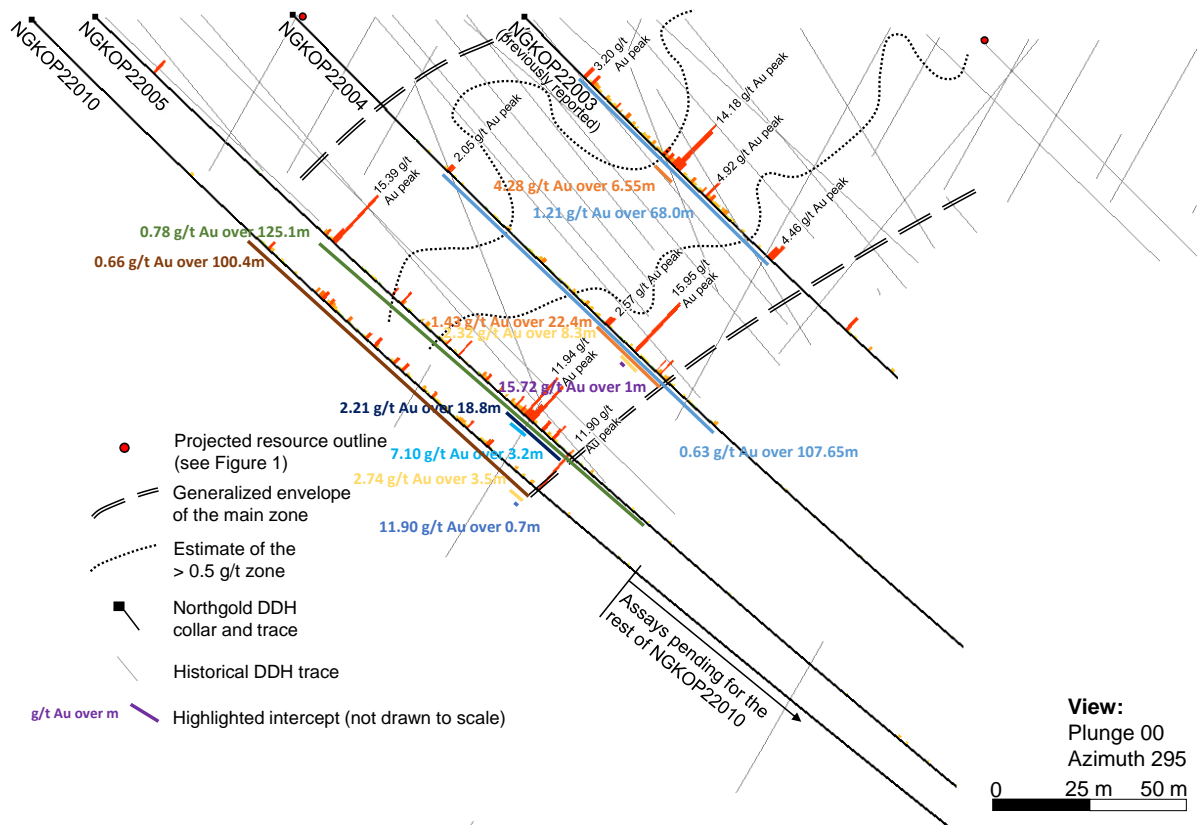 NGKOP22010
NGKOP22005
NGKOP22004
NGKOP22003
(previously reported)
3.20 g/t
Au peak
14.18 g/t Au peak
4.92 g/t Au peak
4.46 g/t Au peak
2.05 g/t Au peak
15.39 g/t
Au peak
4.28 g/t Au over 6.55m
1.21 g/t Au over 68.0m
0.78 g/t Au over 125.1m
0.66 g/t Au over 100.4m
2.57 g/t Au peak
15.95 g/t
Au peak
1.43 g/t Au over 22.4m
2.32 g/t Au over 8.3m
11.94 g/t
Au peak
15.72 g/t Au over 1m
2.21 g/t Au over 18.8m
11.90 g/t
Au peak
7.10 g/t Au over 3.2m
0.63 g/t Au over 107.65m
2.74 g/t Au over 3.5m
11.90 g/t Au over 0.7m
Projected resource outline
(see Figure 1)
Generalized envelope
of the main zone
Estimate of the
> 0.5 g/t zone
Northgold DDH
collar and trace
Historical DDH trace
g/t Au over m
Highlighted intercept (not drawn to scale)
Assays pending for the
rest of NGKOP22010
View:
Plunge 00
Azimuth 295
0 25 m 50 m